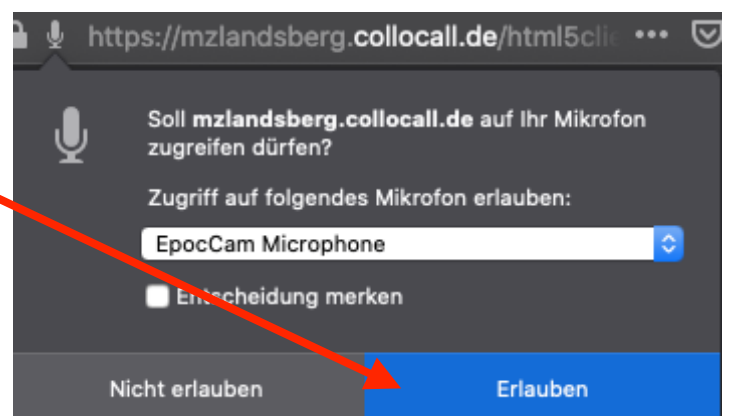 https://mzlandsberg.collocall.de/html5clie
Soll mzlandsberg.collocall.de auf Ihr Mikrofon
zugreifen dürfen?
Zugriff auf folgendes Mikrofon erlauben:
EpocCam Microphone
Entscheidung merken
Nicht erlauben
Erlauben